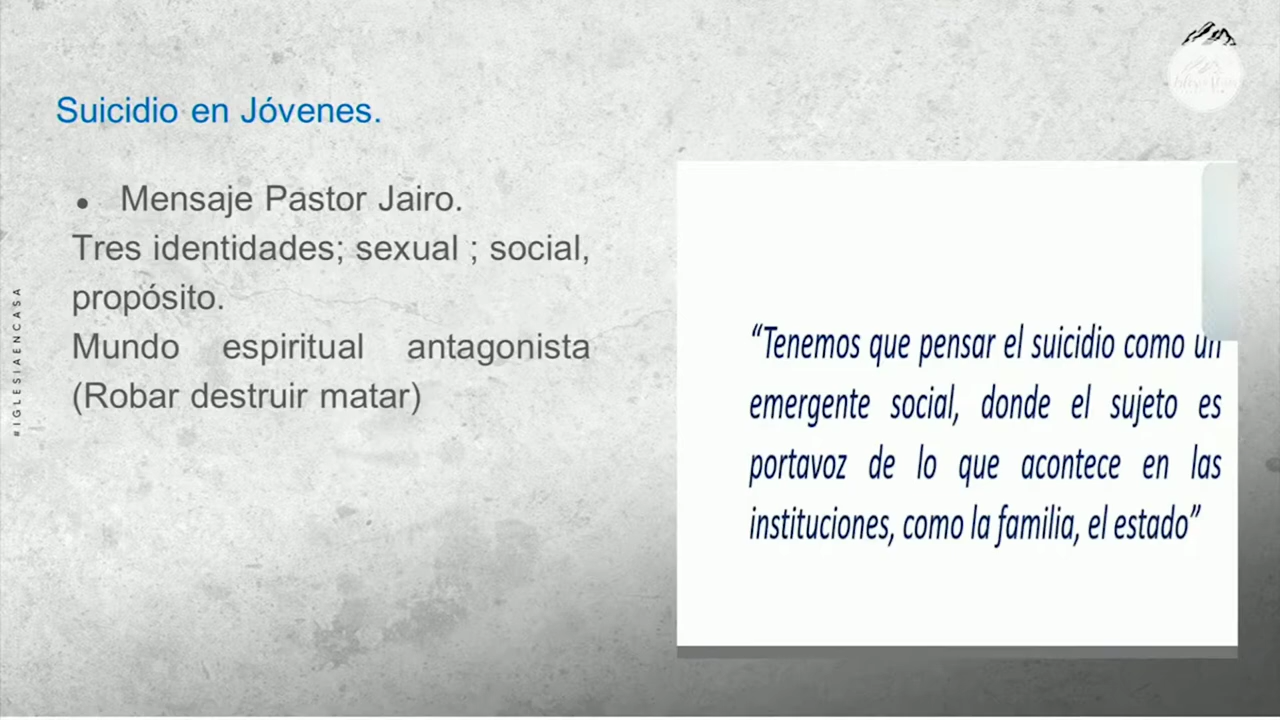 Suicidio en Jóvenes.
● Mensaje Pastor Jairo.
Tres identidades; sexual ; social,
propósito.
Mundo espiritual antagonista
(Robar destruir matar)
#IGLESIAENCASA
“Tenemos que pensar el suicidio como un
emergente social, donde el sujeto es
portavoz de lo que acontece en las
instituciones, como la familia, el estado”